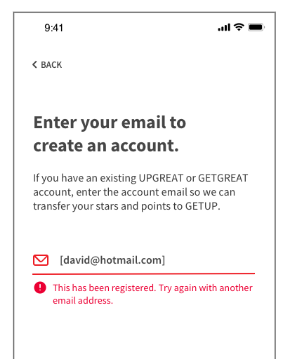 9:41
BACK
Enter your email to
create an account.
If you have an existing UPGREAT or GETGREAT
account, enter the account email so we can
transfer your stars and points to GETUP.
[david@hotmail.com]
This has been registered. Try again with another
email address.